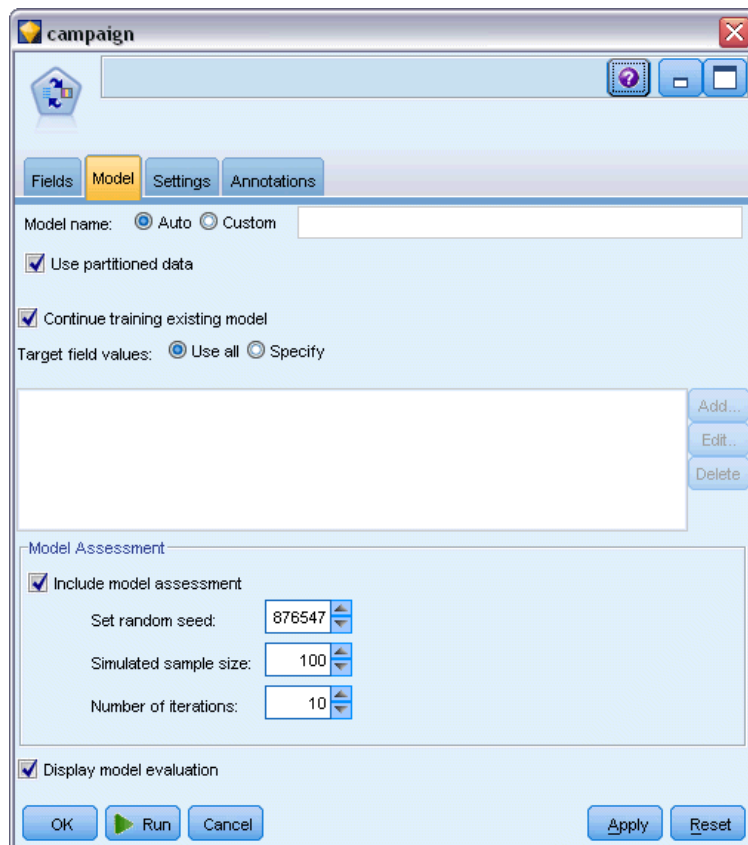 campaign
Fields Model Settings Annotations
Model name: Auto Custom
Use partitioned data
Continue training existing model
Target field values: Use all Specify
Add...
Edit...
Delete
Model Assessment
Include model assessment
Set random seed: 876547
Simulated sample size: 100
Number of iterations: 10
Display model evaluation
OK Run Cancel Apply Reset